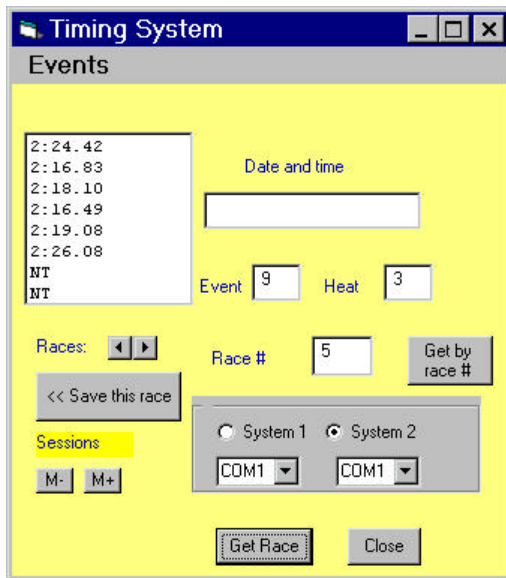 Timing System
Events
2:24.42
2:16.83
2:18.10
2:16.49
2:19.08
2:26.08
NT
NT
Date and time
Event 9 Heat 3
Races:
Race # 5
Get by
race #
<< Save this race
Sessions
M- M+
System 1 System 2
COM1 COM1
Get Race Close